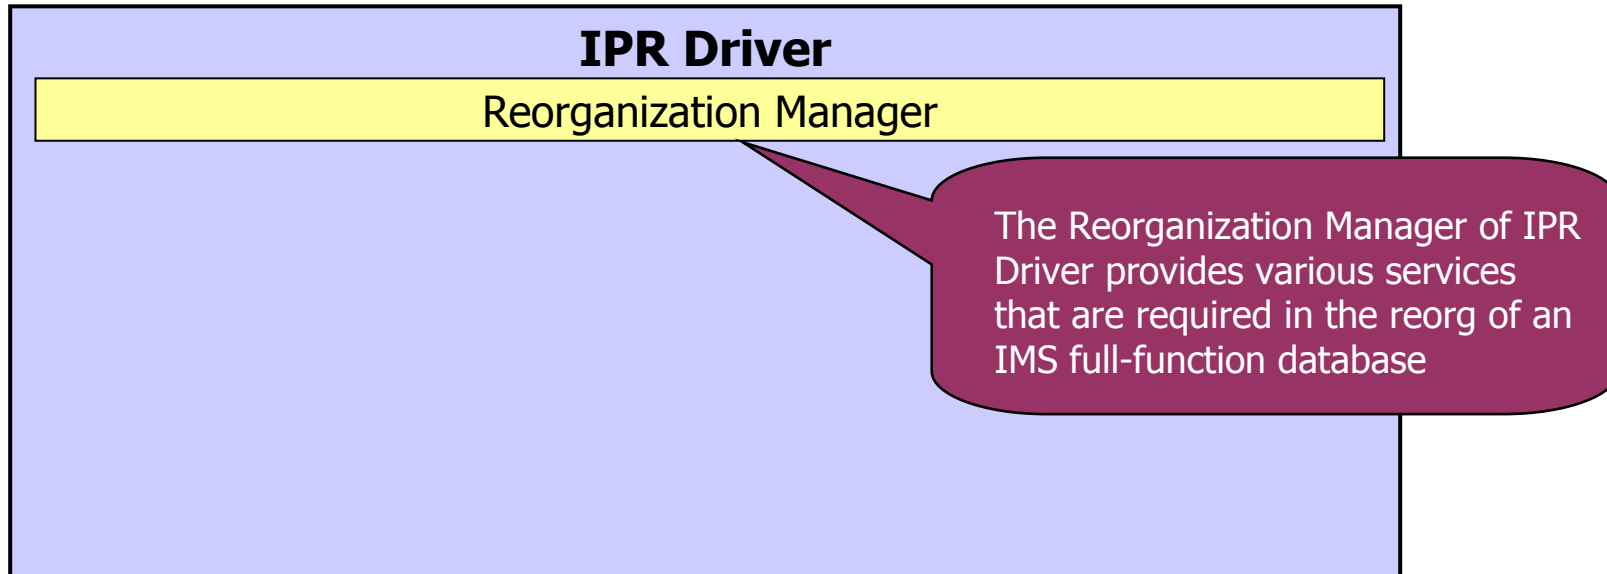 IPR Driver
Reorganization Manager
The Reorganization Manager of IPR
Driver provides various services
that are required in the reorg of an
IMS full-function database